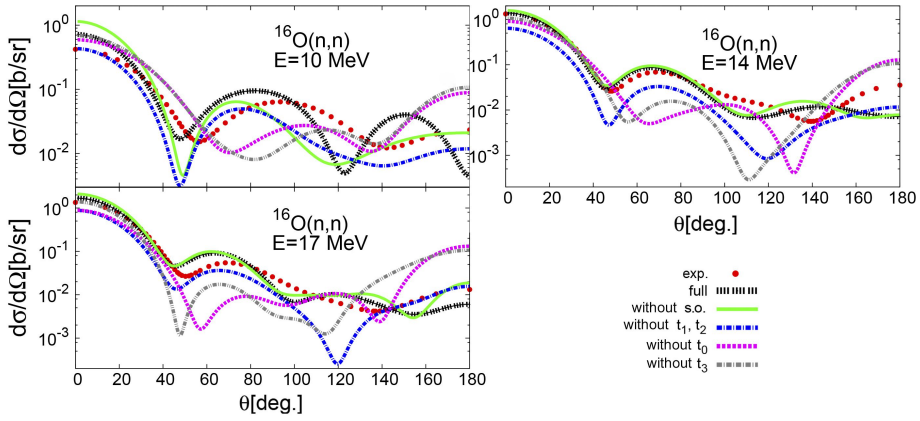 dσ/dΩ[b/sr]
10⁰
10⁻¹
10⁻²
¹⁶O(n,n)
E=10 MeV
10⁰
10⁻¹
10⁻²
10⁻³
¹⁶O(n,n)
E=14 MeV
0 20 40 60 80 100 120 140 160 180
θ[deg.]
dσ/dΩ[b/sr]
10⁰
10⁻¹
10⁻²
10⁻³
¹⁶O(n,n)
E=17 MeV
0 20 40 60 80 100 120 140 160 180
θ[deg.]
exp.
full
without s.o.
without t₁, t₂
without t₀
without t₃